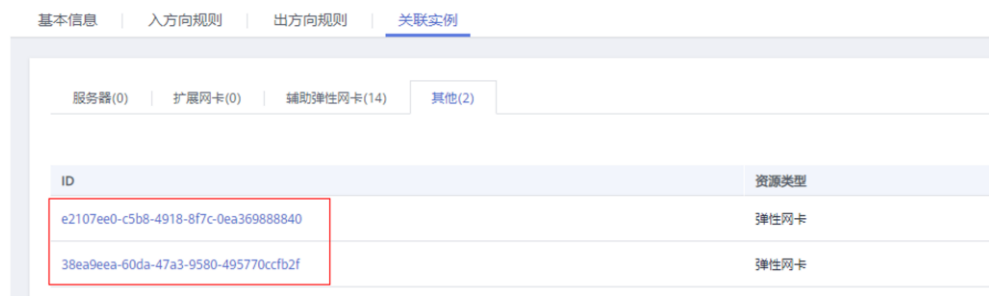 基本信息 入方向规则 出方向规则 关联实例
服务器(0) 扩展网卡(0) 辅助弹性网卡(14) 其他(2)
ID 资源类型
e2107ee0-c5b8-4918-8f7c-0ea369888840 弹性网卡
38ea9eea-60da-47a3-9580-495770ccfb2f 弹性网卡